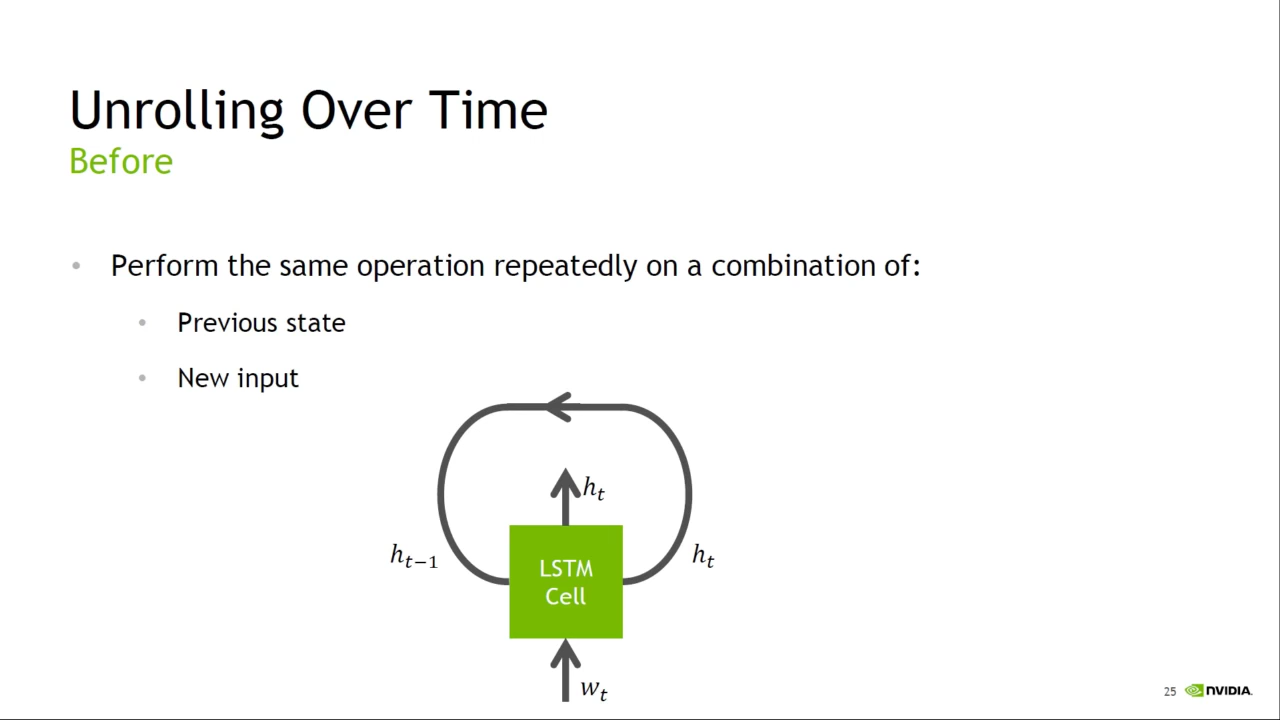 Unrolling Over Time
Before
• Perform the same operation repeatedly on a combination of:
• Previous state
• New input
h_t
h_{t−1}
LSTM
Cell
h_t
w_t
25 NVIDIA.